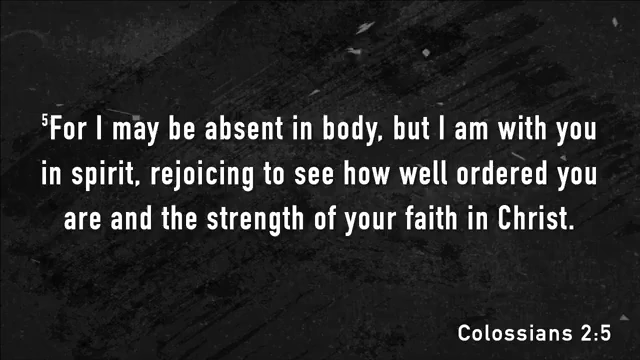 ⁵For I may be absent in body, but I am with you
in spirit, rejoicing to see how well ordered you
are and the strength of your faith in Christ.
Colossians 2:5